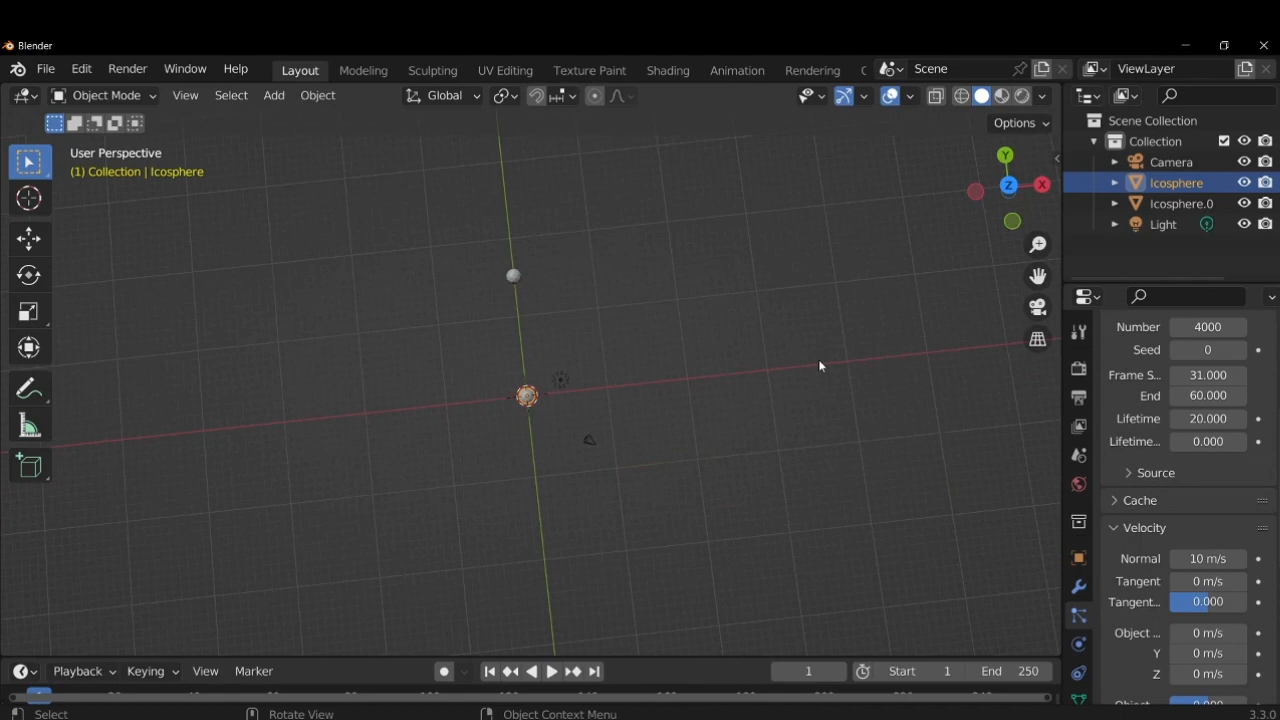 Blender
File Edit Render Window Help Layout Modeling Sculpting UV Editing Texture Paint Shading Animation Rendering Scene ViewLayer
Object Mode View Select Add Object Global
Options
User Perspective
(1) Collection | Icosphere
Y
X
Z
Scene Collection
Collection
Camera
Icosphere
Icosphere.0
Light
Number 4000
Seed 0
Frame S... 31.000
End 60.000
Lifetime 20.000
Lifetime... 0.000
Source
Cache
Velocity
Normal 10 m/s
Tangent 0 m/s
Tangent... 0.000
Object ... 0 m/s
Y 0 m/s
Z 0 m/s
Playback Keying View Marker 1 Start 1 End 250
Select Rotate View Object Context Menu 3.3.0